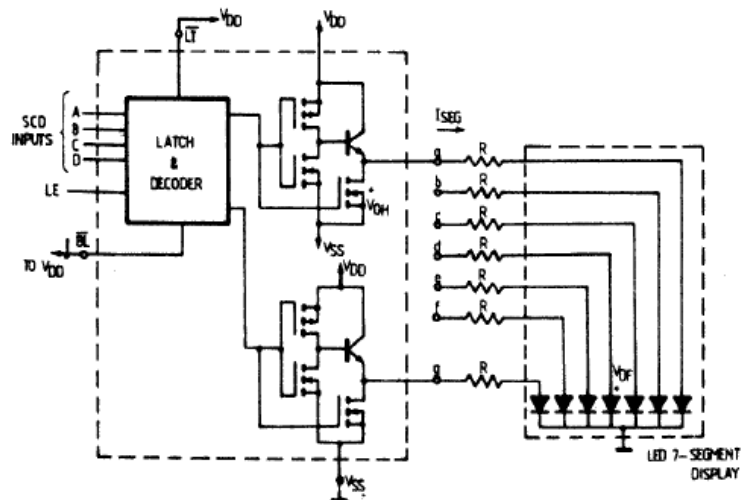 VDD
LT
VDD
SCD
INPUTS
A
B
C
D
LATCH
&
DECODER
LE
BL
TO VDD
VOH
VSS
VDD
VSS
ISEG
a R
b R
c R
d R
e R
f R
g R
VDF
LED 7-SEGMENT
DISPLAY